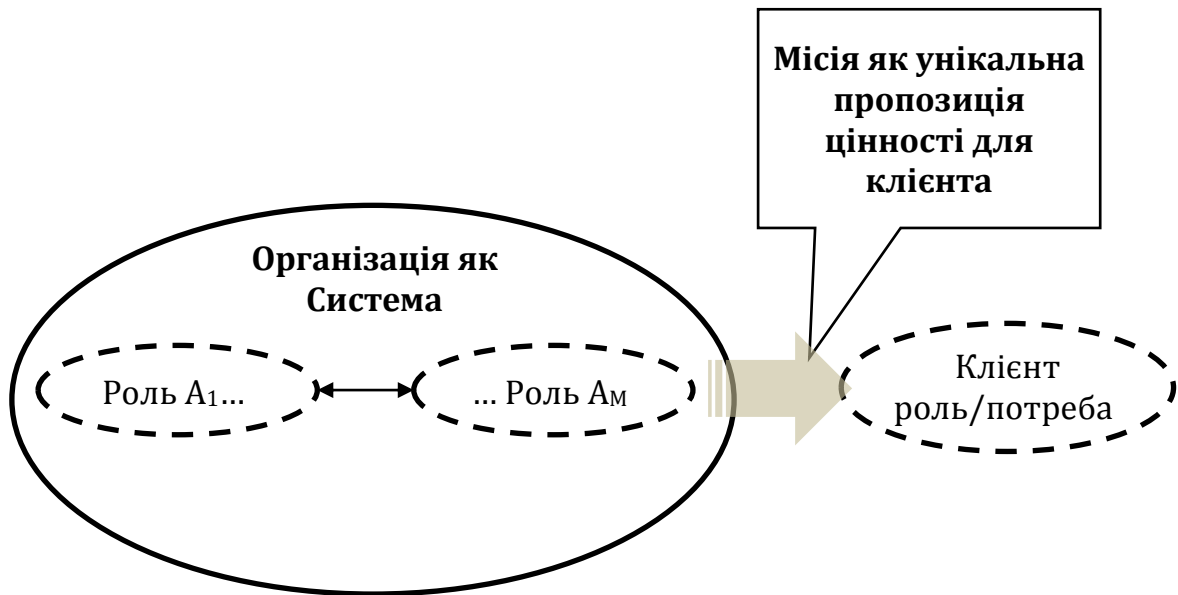 Місія як унікальна
пропозиція
цінності для
клієнта
Організація як
Система
Роль А₁...
... Роль Ам
Клієнт
роль/потреба